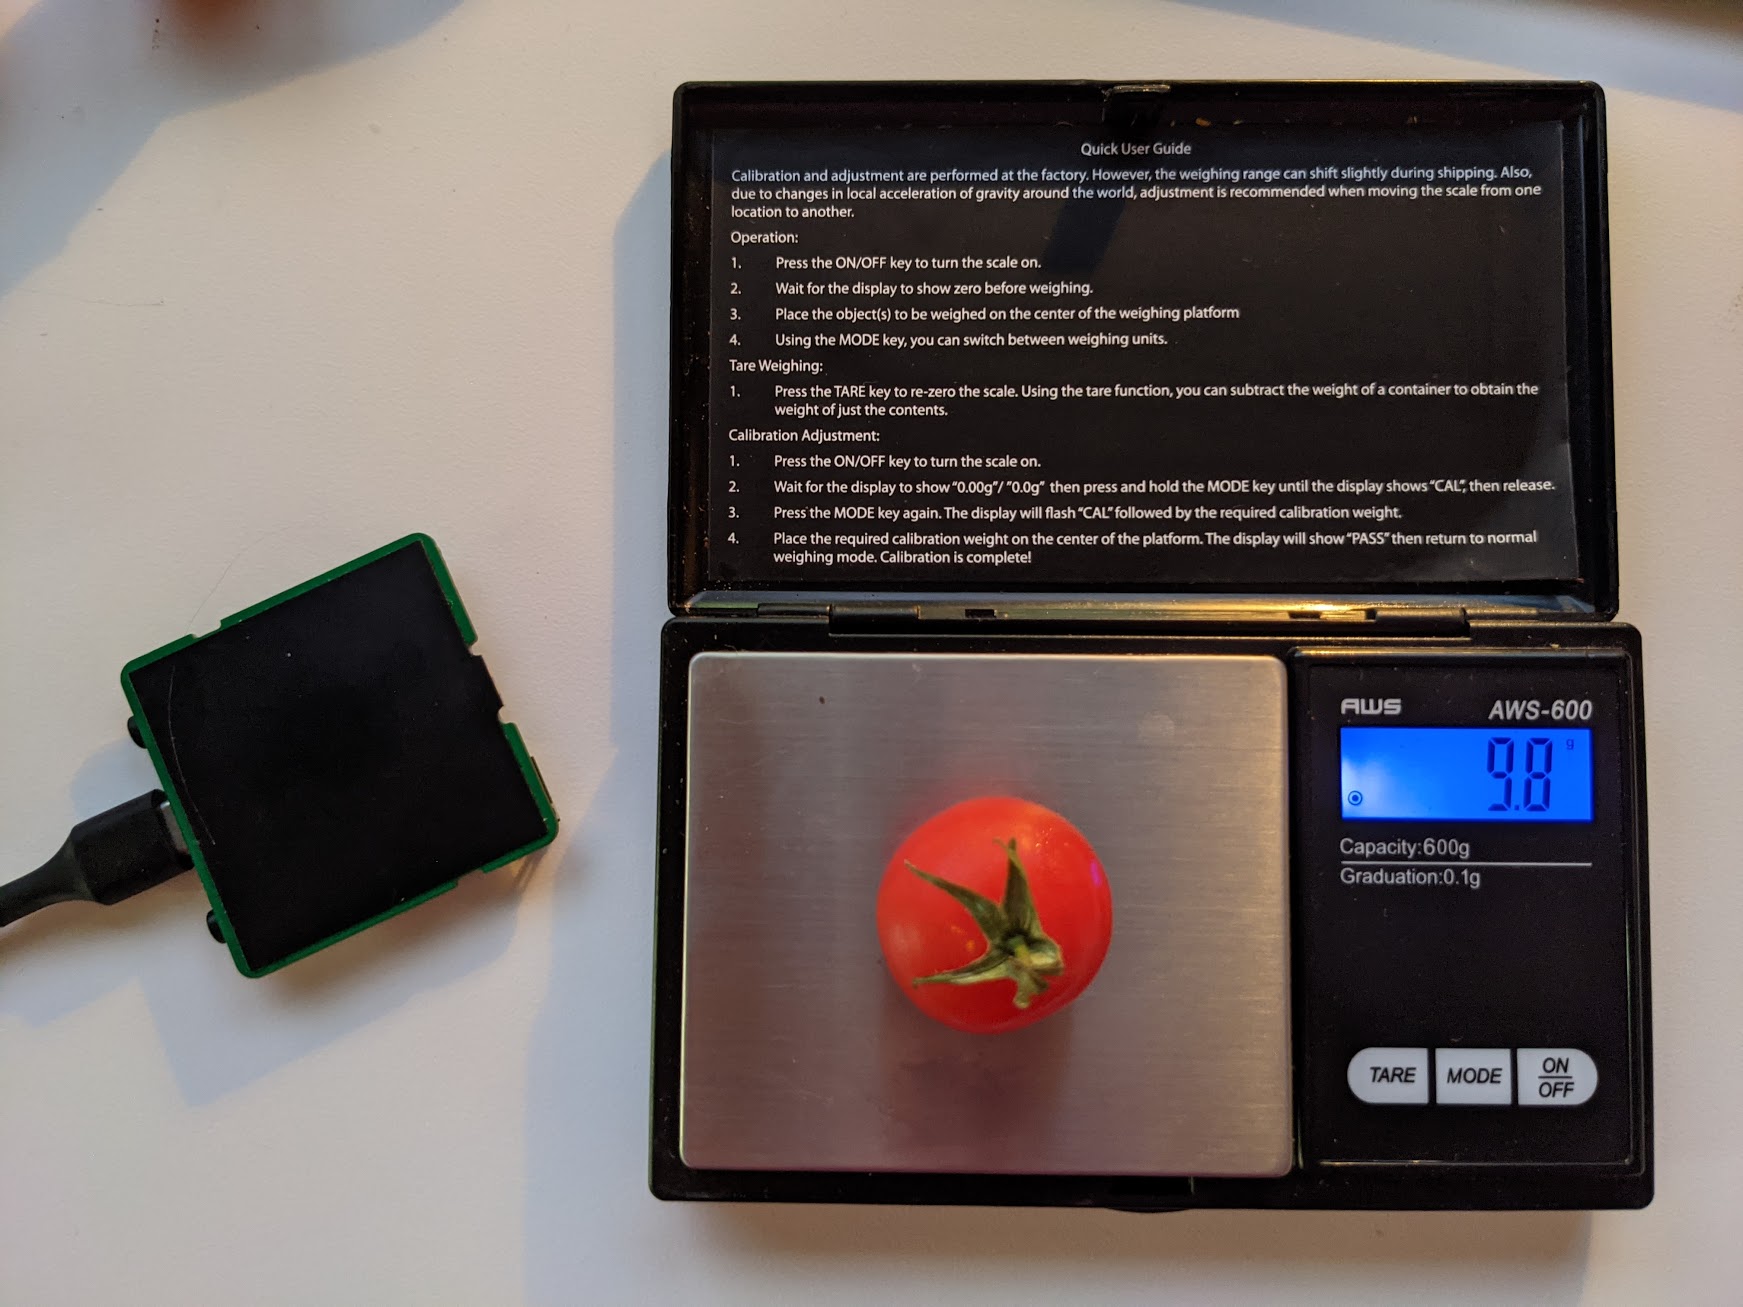 Quick User Guide
Calibration and adjustment are performed at the factory. However, the weighing range can shift slightly during shipping. Also,
due to changes in local acceleration of gravity around the world, adjustment is recommended when moving the scale from one
location to another.
Operation:
1. Press the ON/OFF key to turn the scale on.
2. Wait for the display to show zero before weighing.
3. Place the object(s) to be weighed on the center of the weighing platform
4. Using the MODE key, you can switch between weighing units.
Tare Weighing:
1. Press the TARE key to re-zero the scale. Using the tare function, you can subtract the weight of a container to obtain the
weight of just the contents.
Calibration Adjustment:
1. Press the ON/OFF key to turn the scale on.
2. Wait for the display to show “0.00g”/ “0.0g” then press and hold the MODE key until the display shows “CAL”, then release.
3. Press the MODE key again. The display will flash “CAL” followed by the required calibration weight.
4. Place the required calibration weight on the center of the platform. The display will show “PASS” then return to normal
weighing mode. Calibration is complete!
AWS AWS-600
9.8 g
Capacity:600g
Graduation:0.1g
TARE MODE ON
OFF